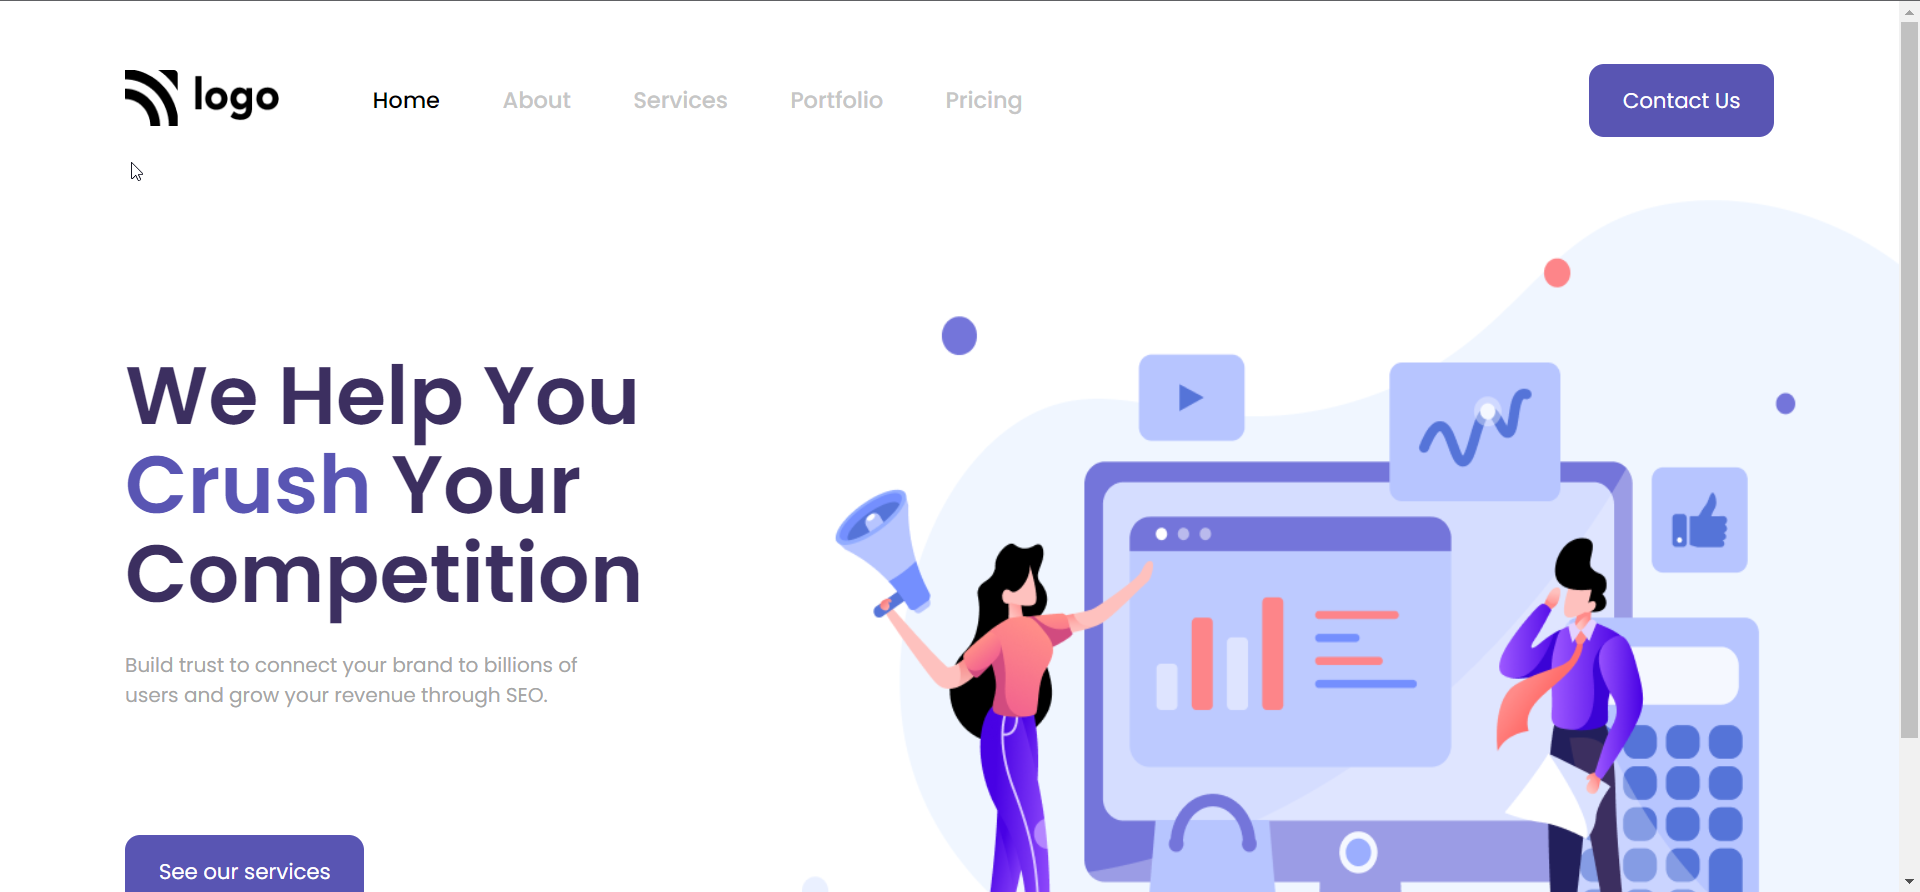 logo
Home About Services Portfolio Pricing
Contact Us
We Help You
Crush Your
Competition
Build trust to connect your brand to billions of
users and grow your revenue through SEO.
See our services